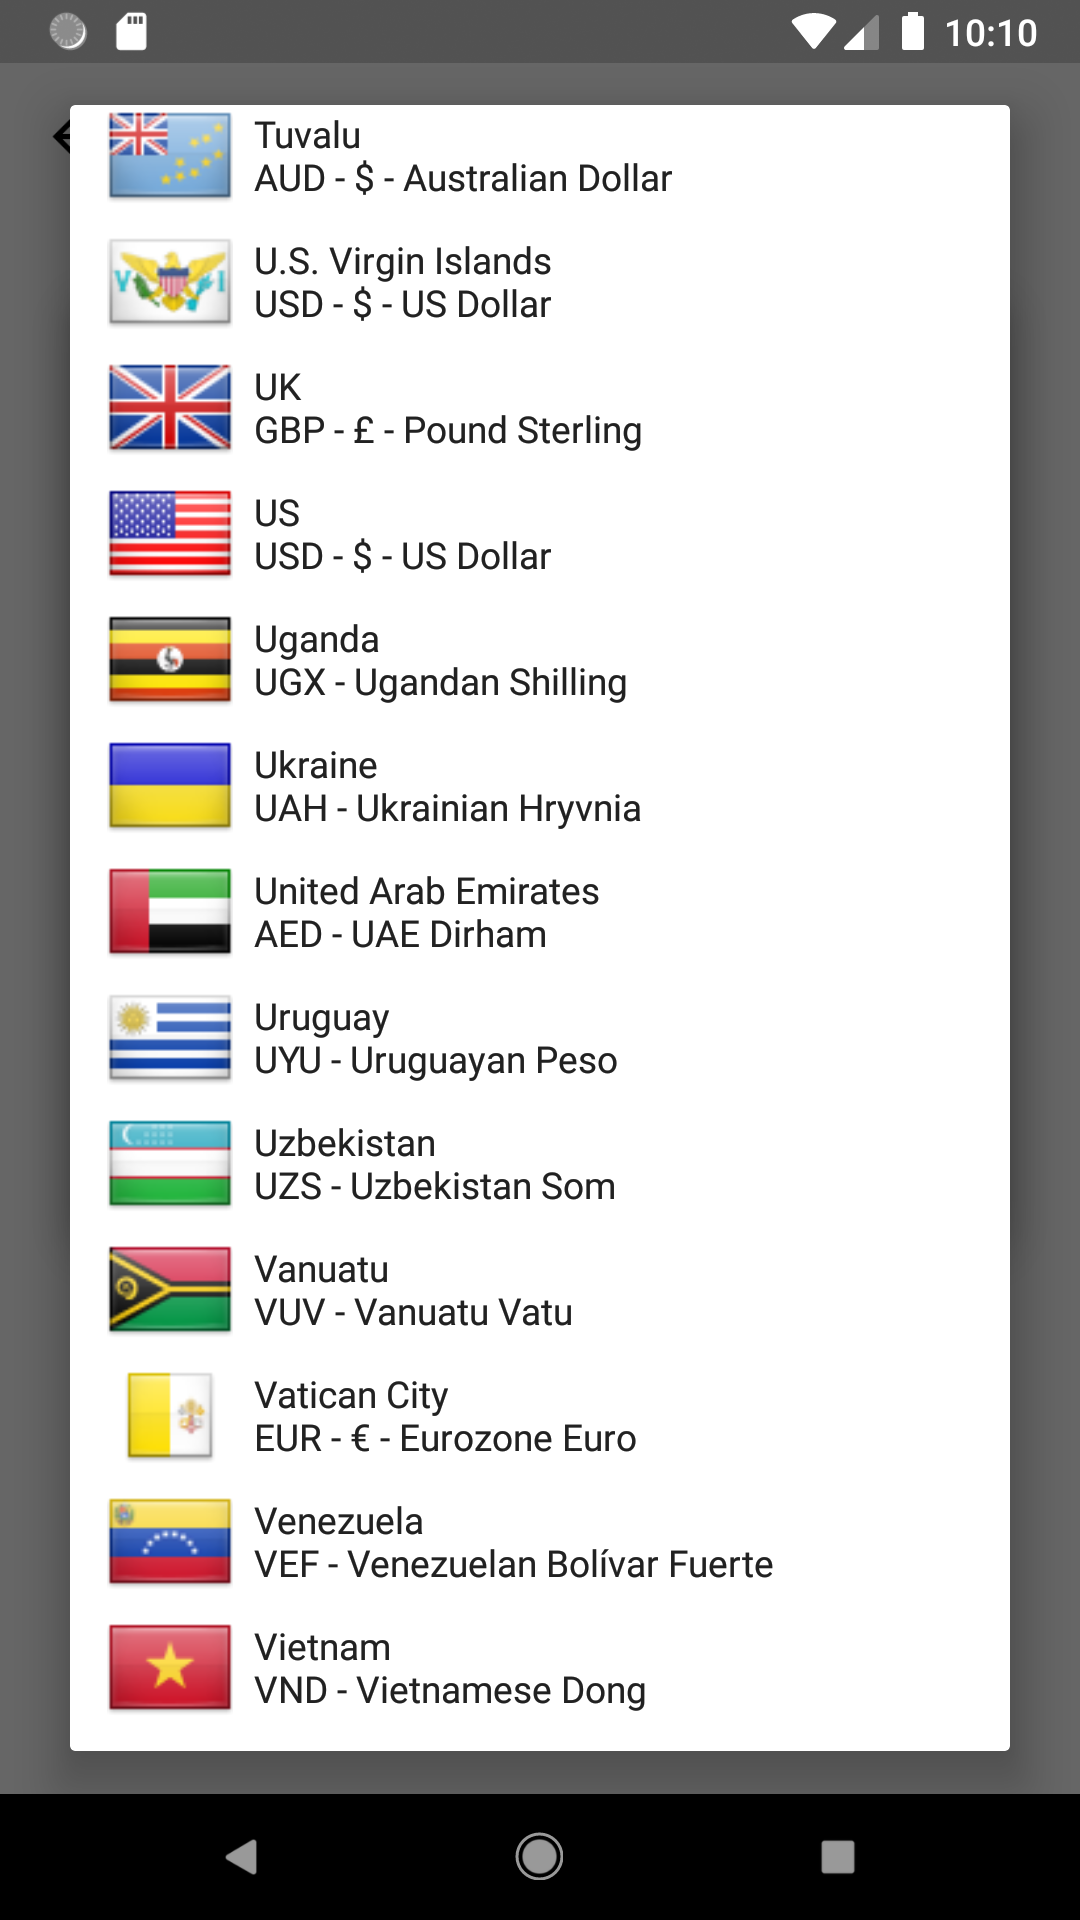 10:10
Tuvalu
AUD - $ - Australian Dollar
U.S. Virgin Islands
USD - $ - US Dollar
UK
GBP - £ - Pound Sterling
US
USD - $ - US Dollar
Uganda
UGX - Ugandan Shilling
Ukraine
UAH - Ukrainian Hryvnia
United Arab Emirates
AED - UAE Dirham
Uruguay
UYU - Uruguayan Peso
Uzbekistan
UZS - Uzbekistan Som
Vanuatu
VUV - Vanuatu Vatu
Vatican City
EUR - € - Eurozone Euro
Venezuela
VEF - Venezuelan Bolívar Fuerte
Vietnam
VND - Vietnamese Dong